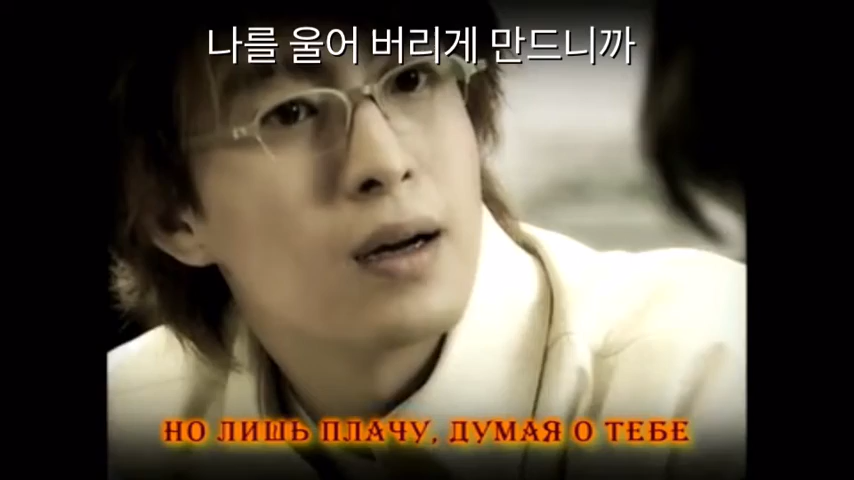 나를 울어 버리게 만드니까
НО ЛИШЬ ПЛАЧУ, ДУМАЯ О ТЕБЕ